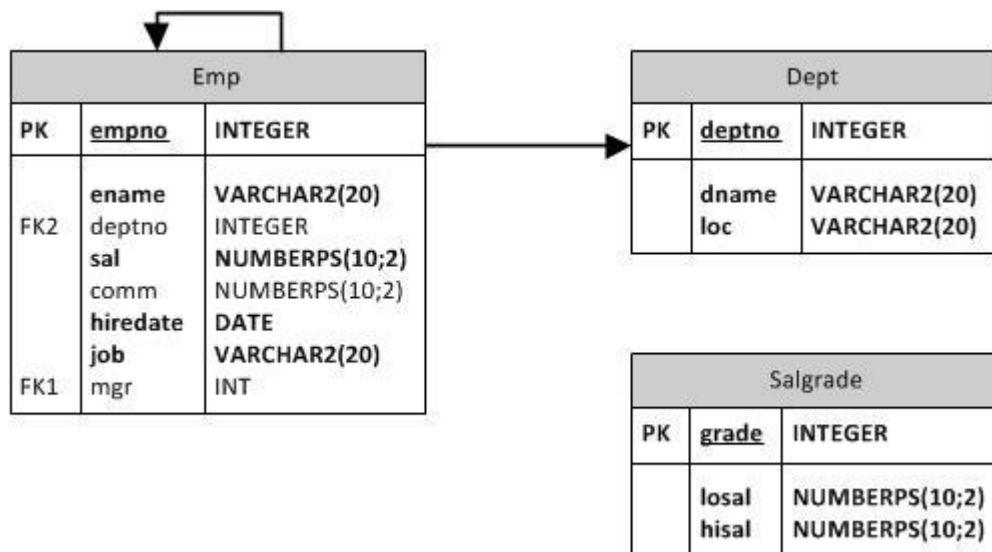 Emp
PK empno INTEGER
ename VARCHAR2(20)
FK2 deptno INTEGER
sal NUMBERPS(10;2)
comm NUMBERPS(10;2)
hiredate DATE
job VARCHAR2(20)
FK1 mgr INT
Dept
PK deptno INTEGER
dname VARCHAR2(20)
loc VARCHAR2(20)
Salgrade
PK grade INTEGER
losal NUMBERPS(10;2)
hisal NUMBERPS(10;2)